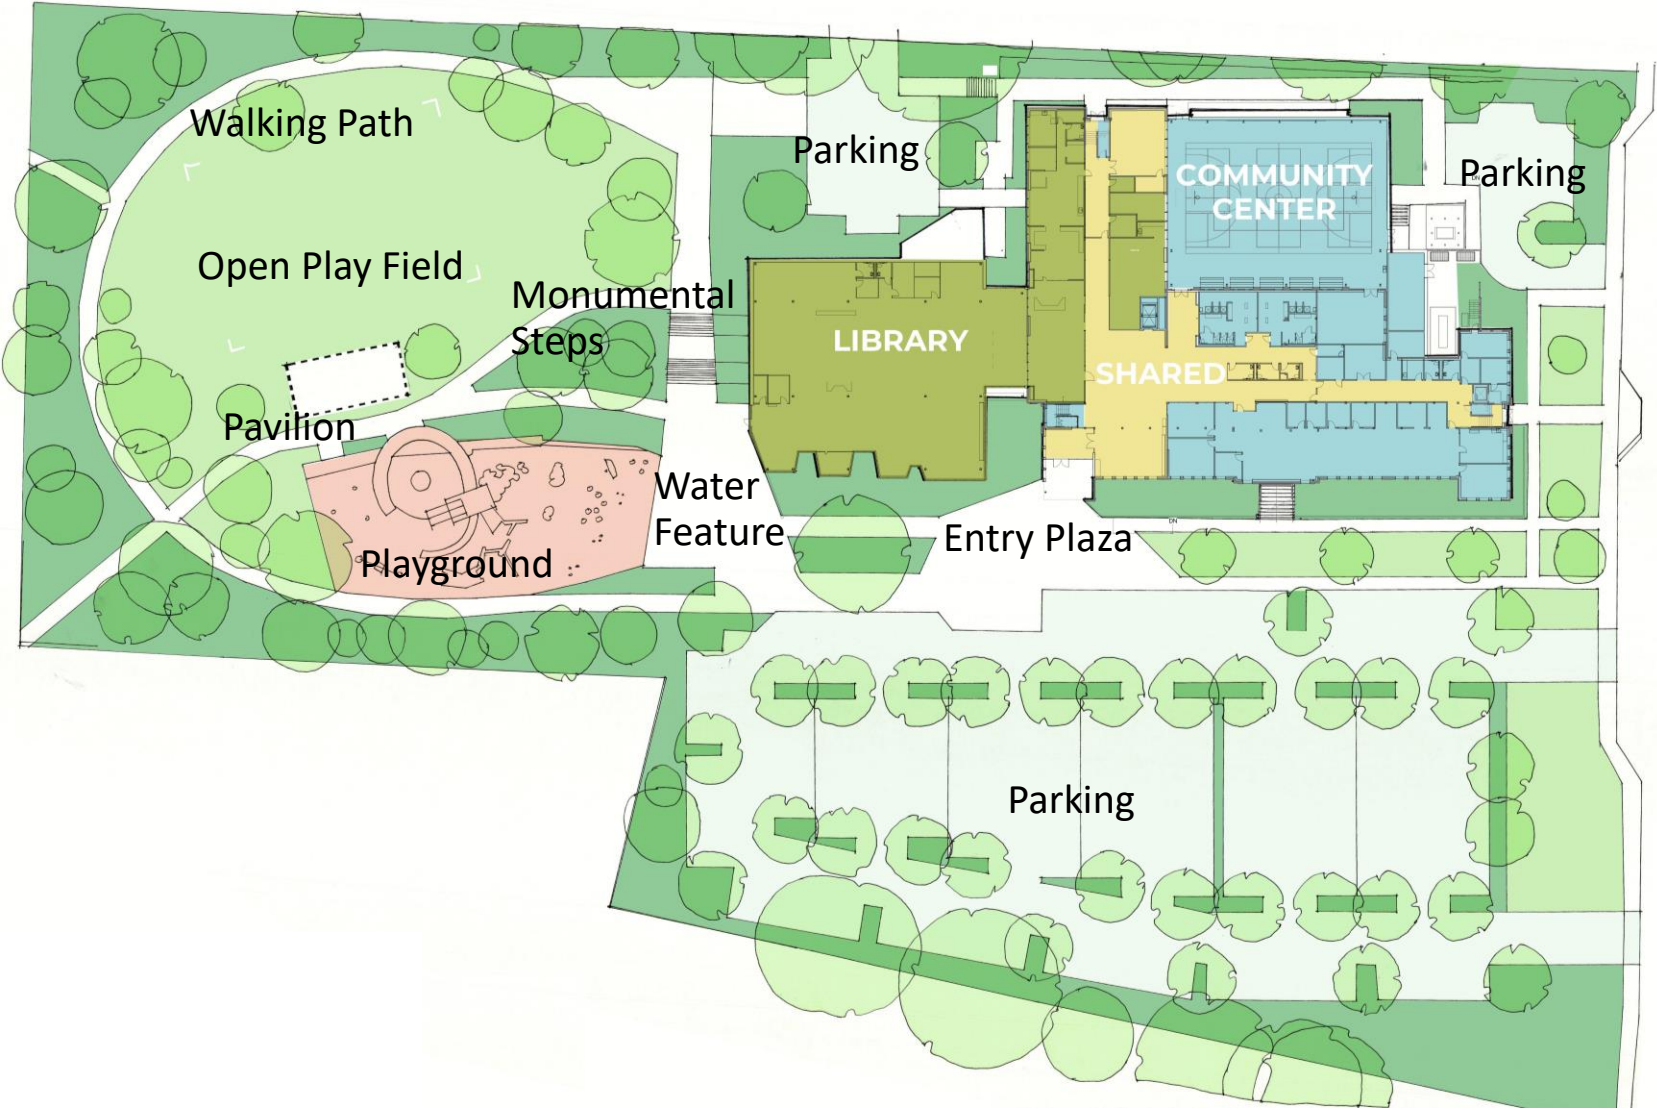 Walking Path
Parking
Parking
COMMUNITY
CENTER
Open Play Field
Monumental
Steps
LIBRARY
SHARED
Pavilion
Water
Feature
Entry Plaza
DN
Playground
Parking